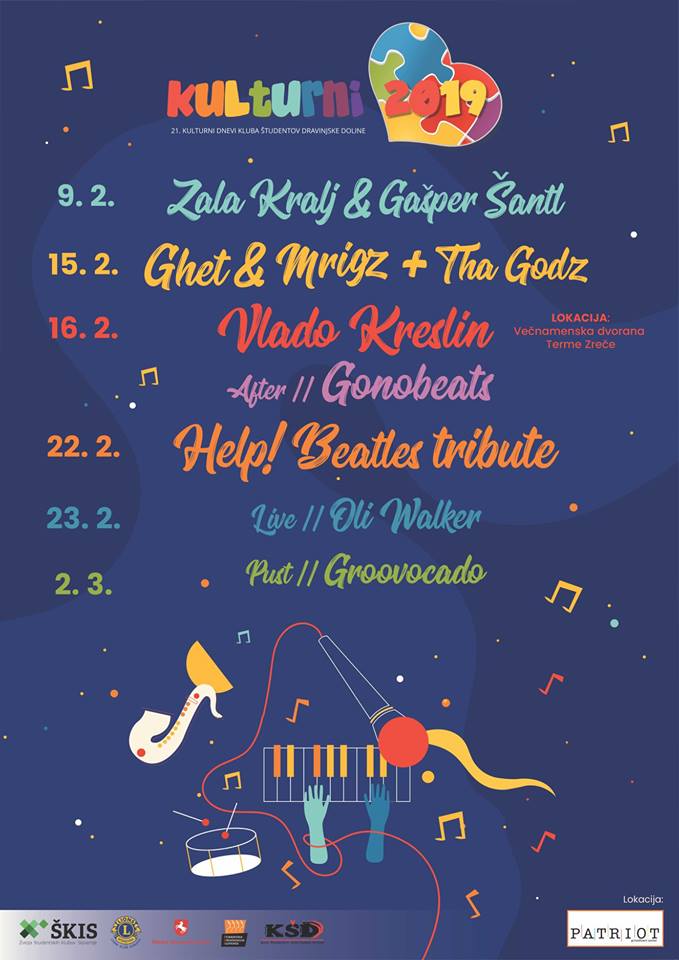 KULTURNI 2019
21. KULTURNI DNEVI KLUBA ŠTUDENTOV DRAVINJSKE DOLINE
9. 2. Zala Kralj & Gašper Šantl
15. 2. Ghet & Mrigz + Tha Godz
16. 2. Vlado Kreslin
LOKACIJA:
Večnamenska dvorana
Terme Zreče
After // Gonobeats
22. 2. Help! Beatles tribute
23. 2. Live // Oli Walker
2. 3. Pust // Groovocado
Lokacija:
ŠKIS
Zveza študentskih klubov Slovenije
LIONS
L
KŠD
PATRIOT